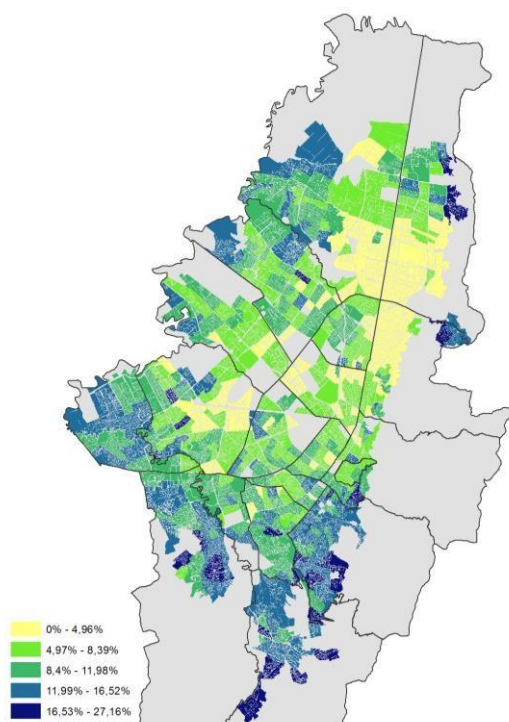 0% - 4,96%
4,97% - 8,39%
8,4% - 11,98%
11,99% - 16,52%
16,53% - 27,16%